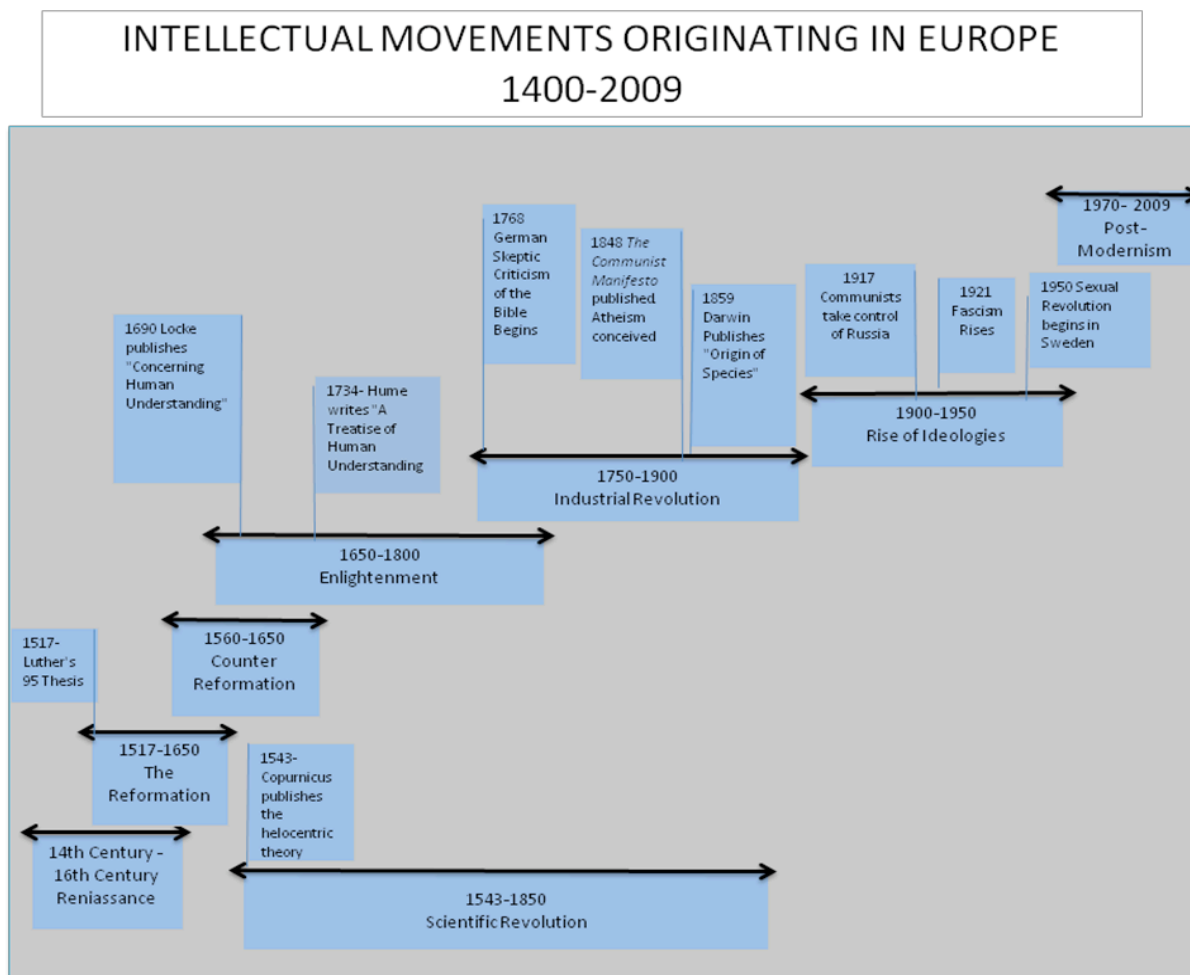 INTELLECTUAL MOVEMENTS ORIGINATING IN EUROPE
1400-2009
1970- 2009
Post-
Modernism
1768
German
Skeptic
Criticism
of the
Bible
Begins
1848 The
Communist
Manifesto
published.
Atheism
conceived
1859
Darwin
Publishes
"Origin of
Species"
1917
Communists
take control
of Russia
1921
Fascism
Rises
1950 Sexual
Revolution
begins in
Sweden
1690 Locke
publishes
"Concerning
Human
Understanding"
1734- Hume
writes "A
Treatise of
Human
Understanding
1900-1950
Rise of Ideologies
1750-1900
Industrial Revolution
1650-1800
Enlightenment
1560-1650
Counter
Reformation
1517-
Luther's
95 Thesis
1517-1650
The
Reformation
1543-
Copurnicus
publishes
the
helocentric
theory
14th Century -
16th Century
Reniassance
1543-1850
Scientific Revolution